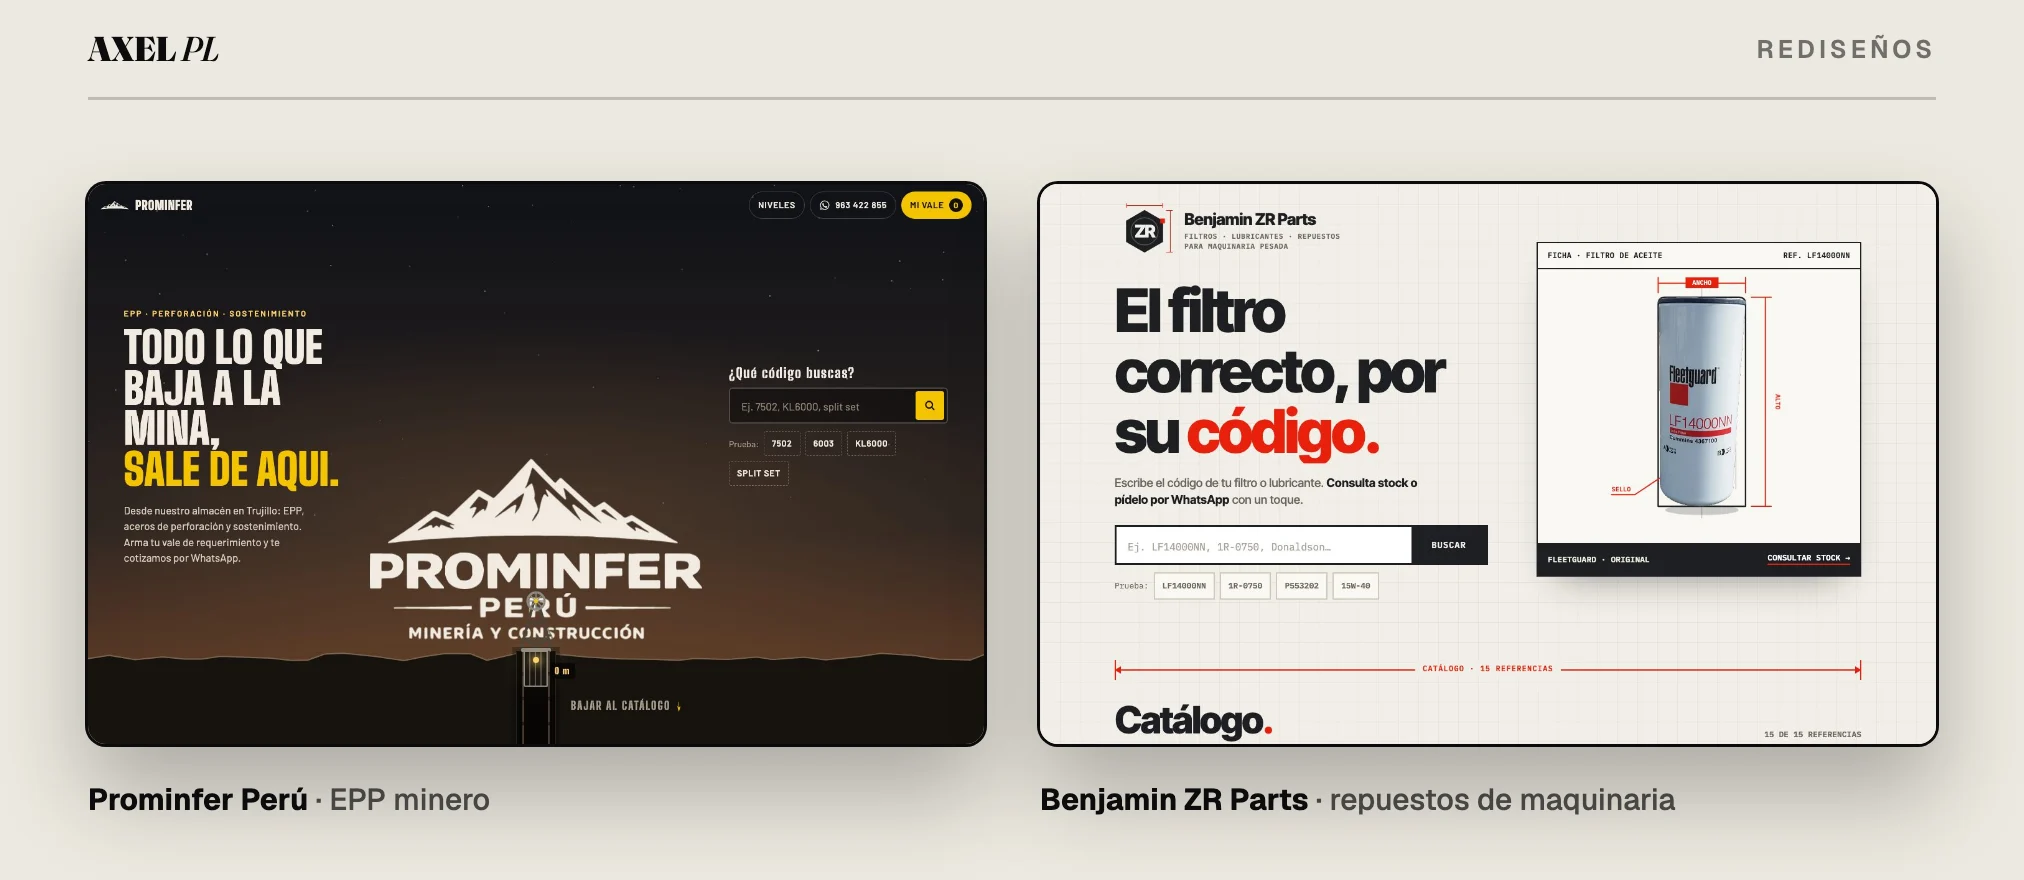 AXEL PL
REDISEÑOS
PROMINFER
NIVELES
963 422 855
MI VALE 0
EPP · PERFORACIÓN · SOSTENIMIENTO
TODO LO QUE
BAJA A LA
MINA,
SALE DE AQUI.
Desde nuestro almacén en Trujillo: EPP,
aceros de perforación y sostenimiento.
Arma tu vale de requerimiento y te
cotizamos por WhatsApp.
¿Qué código buscas?
Ej. 7502, KL6000, split set
Prueba: 7502 6003 KL6000
SPLIT SET
PROMINFER
PERÚ
MINERÍA Y CONSTRUCCIÓN
0 m
BAJAR AL CATÁLOGO
Prominfer Perú · EPP minero
ZR
Benjamin ZR Parts
FILTROS · LUBRICANTES · REPUESTOS
PARA MAQUINARIA PESADA
El filtro
correcto, por
su código.
Escribe el código de tu filtro o lubricante. Consulta stock o
pídelo por WhatsApp con un toque.
Ej. LF14000NN, 1R-0750, Donaldson…
BUSCAR
Prueba: LF14000NN 1R-0750 P553202 15W-40
FICHA · FILTRO DE ACEITE
REF. LF14000NN
ANCHO
ALTO
Fleetguard
LF14000NN
Cummins 4367100
SELLO
FLEETGUARD · ORIGINAL
CONSULTAR STOCK →
CATÁLOGO · 15 REFERENCIAS
Catálogo.
15 DE 15 REFERENCIAS
Benjamin ZR Parts · repuestos de maquinaria